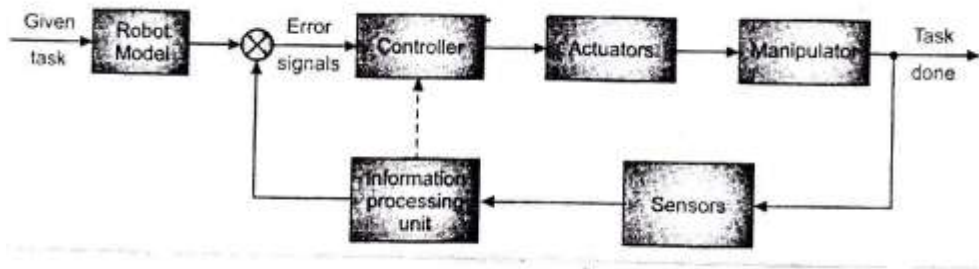 Given
task
Robot
Model
Error
signals
Controller
Actuators
Manipulator
Task
done
Information
processing
unit
Sensors